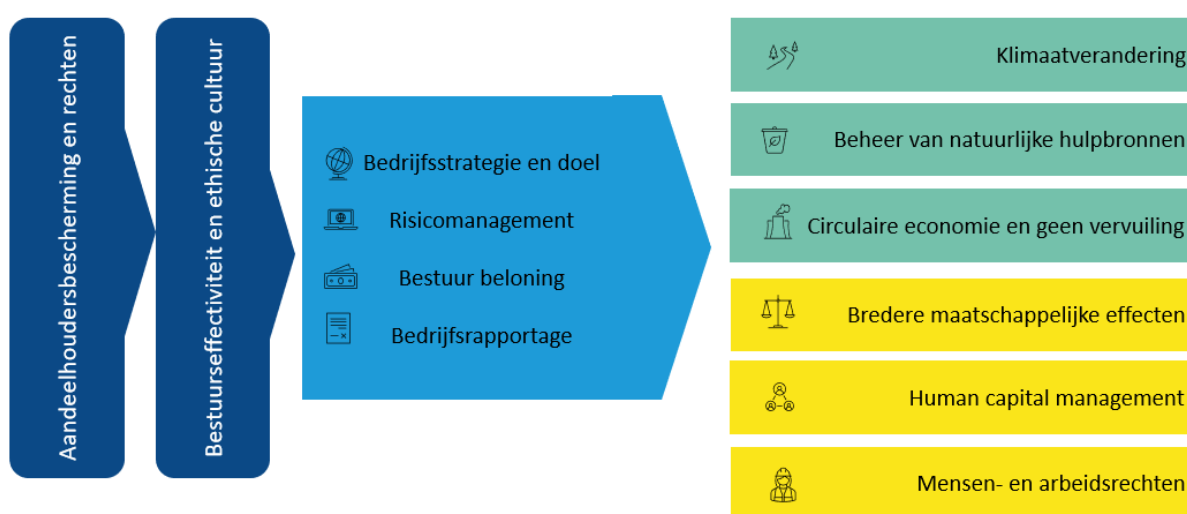 Aandeelhoudersbescherming en rechten
Bestuurseffectiviteit en ethische cultuur
Bedrijfsstrategie en doel
Risicomanagement
Bestuur beloning
Bedrijfsrapportage
Klimaatverandering
Beheer van natuurlijke hulpbronnen
Circulaire economie en geen vervuiling
Bredere maatschappelijke effecten
Human capital management
Mensen- en arbeidsrechten